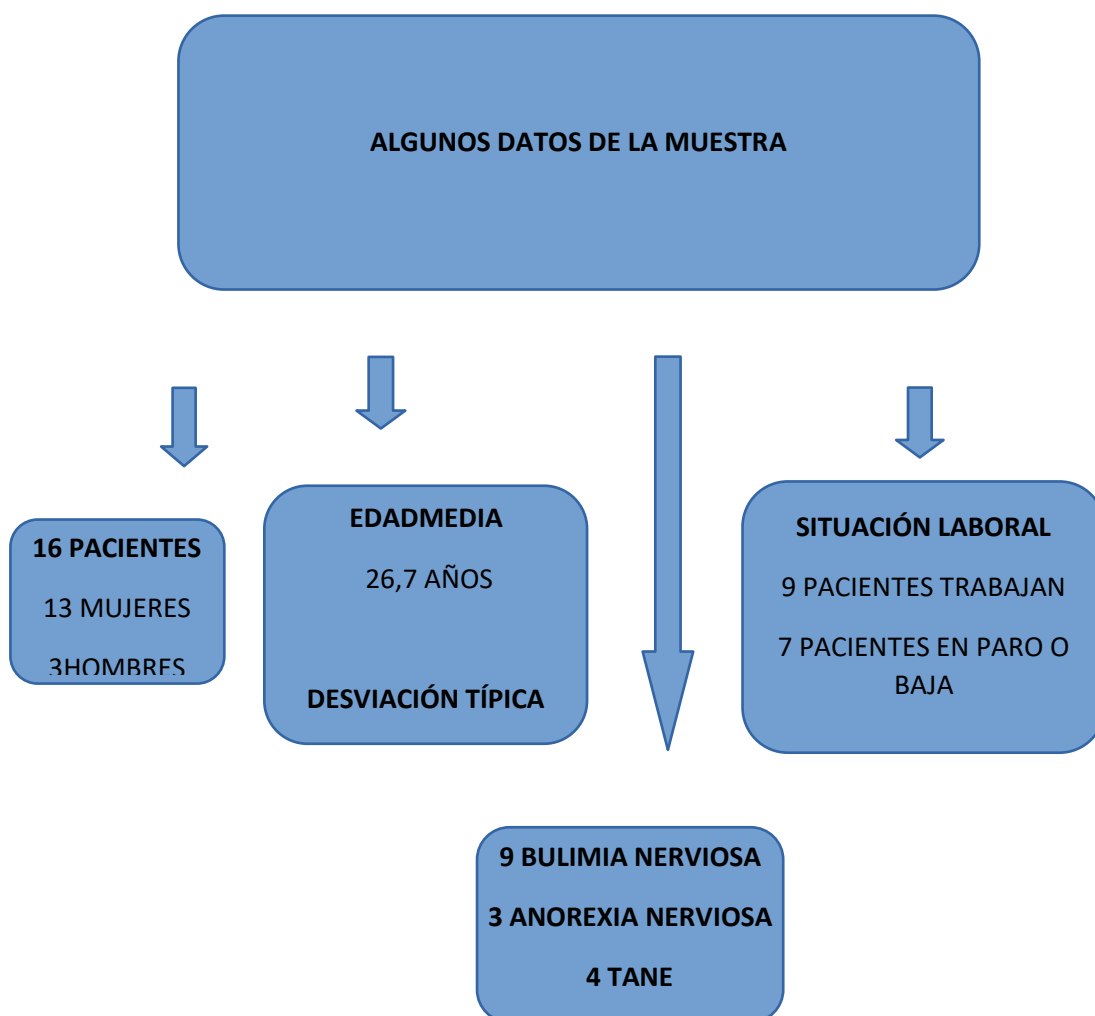 ALGUNOS DATOS DE LA MUESTRA
16 PACIENTES
13 MUJERES
3HOMBRES
EDADMEDIA
26,7 AÑOS
DESVIACIÓN TÍPICA
SITUACIÓN LABORAL
9 PACIENTES TRABAJAN
7 PACIENTES EN PARO O
BAJA
9 BULIMIA NERVIOSA
3 ANOREXIA NERVIOSA
4 TANE